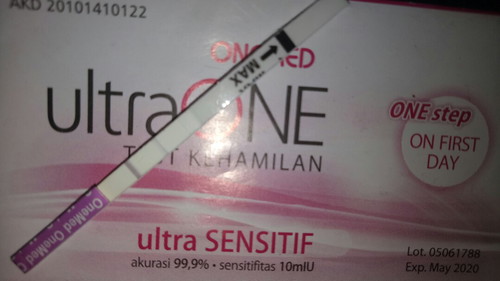 AKD 20101410122
ONEMED
MAX
ultraONE
TEST KEHAMILAN
ONE step
ON FIRST
DAY
OneMed OneMed
ultra SENSITIF
akurasi 99,9% • sensitifitas 10mIU
Lot. 05061788
Exp. May 2020